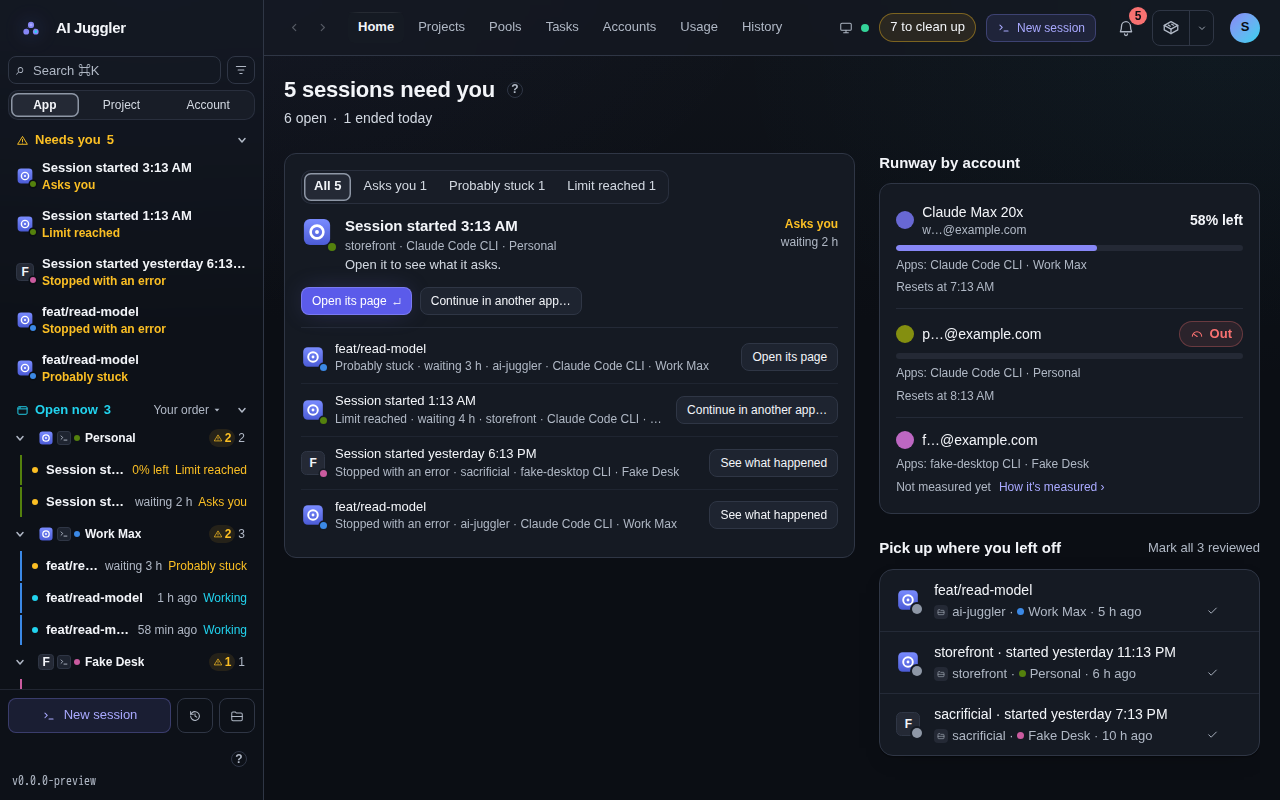 AI Juggler
Search ⌘K
App Project Account
Needs you 5
Session started 3:13 AM
Asks you
Session started 1:13 AM
Limit reached
F
Session started yesterday 6:13…
Stopped with an error
feat/read-model
Stopped with an error
feat/read-model
Probably stuck
Open now 3 Your order
Personal 2 2
Session st… 0% left Limit reached
Session st… waiting 2 h Asks you
Work Max 2 3
feat/re… waiting 3 h Probably stuck
feat/read-model 1 h ago Working
feat/read-m… 58 min ago Working
F Fake Desk 1 1
New session
?
v0.0.0-preview
Home Projects Pools Tasks Accounts Usage History
7 to clean up
New session
5
S
5 sessions need you ?
6 open · 1 ended today
All 5 Asks you 1 Probably stuck 1 Limit reached 1
Session started 3:13 AM Asks you
storefront · Claude Code CLI · Personal waiting 2 h
Open it to see what it asks.
Open its page ↵ Continue in another app…
feat/read-model
Probably stuck · waiting 3 h · ai-juggler · Claude Code CLI · Work Max
Open its page
Session started 1:13 AM
Limit reached · waiting 4 h · storefront · Claude Code CLI · …
Continue in another app…
F
Session started yesterday 6:13 PM
Stopped with an error · sacrificial · fake-desktop CLI · Fake Desk
See what happened
feat/read-model
Stopped with an error · ai-juggler · Claude Code CLI · Work Max
See what happened
Runway by account
Claude Max 20x
w…@example.com
58% left
Apps: Claude Code CLI · Work Max
Resets at 7:13 AM
p…@example.com Out
Apps: Claude Code CLI · Personal
Resets at 8:13 AM
f…@example.com
Apps: fake-desktop CLI · Fake Desk
Not measured yet How it's measured ›
Pick up where you left off Mark all 3 reviewed
feat/read-model
ai-juggler · Work Max · 5 h ago
storefront · started yesterday 11:13 PM
storefront · Personal · 6 h ago
F
sacrificial · started yesterday 7:13 PM
sacrificial · Fake Desk · 10 h ago